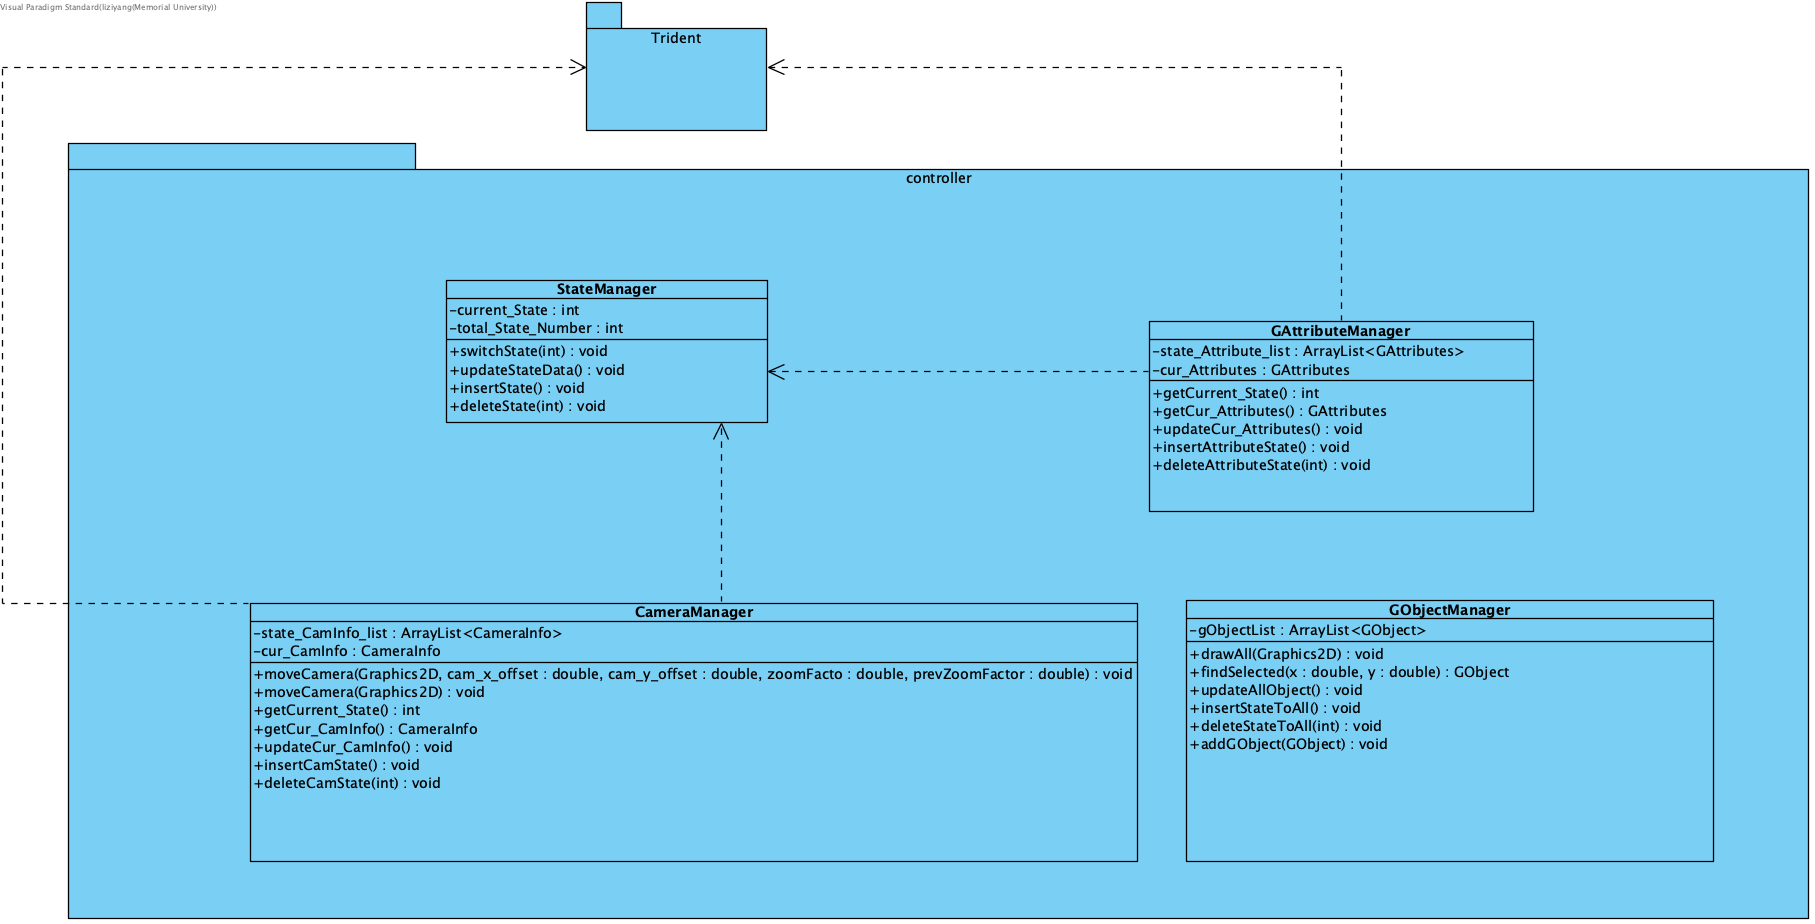 Visual Paradigm Standard(liziyang(Memorial University))
Trident
controller
StateManager
-current_State : int
-total_State_Number : int
+switchState(int) : void
+updateStateData() : void
+insertState() : void
+deleteState(int) : void
GAttributeManager
-state_Attribute_list : ArrayList<GAttributes>
-cur_Attributes : GAttributes
+getCurrent_State() : int
+getCur_Attributes() : GAttributes
+updateCur_Attributes() : void
+insertAttributeState() : void
+deleteAttributeState(int) : void
CameraManager
-state_CamInfo_list : ArrayList<CameraInfo>
-cur_CamInfo : CameraInfo
+moveCamera(Graphics2D, cam_x_offset : double, cam_y_offset : double, zoomFacto : double, prevZoomFactor : double) : void
+moveCamera(Graphics2D) : void
+getCurrent_State() : int
+getCur_CamInfo() : CameraInfo
+updateCur_CamInfo() : void
+insertCamState() : void
+deleteCamState(int) : void
GObjectManager
-gObjectList : ArrayList<GObject>
+drawAll(Graphics2D) : void
+findSelected(x : double, y : double) : GObject
+updateAllObject() : void
+insertStateToAll() : void
+deleteStateToAll(int) : void
+addGObject(GObject) : void